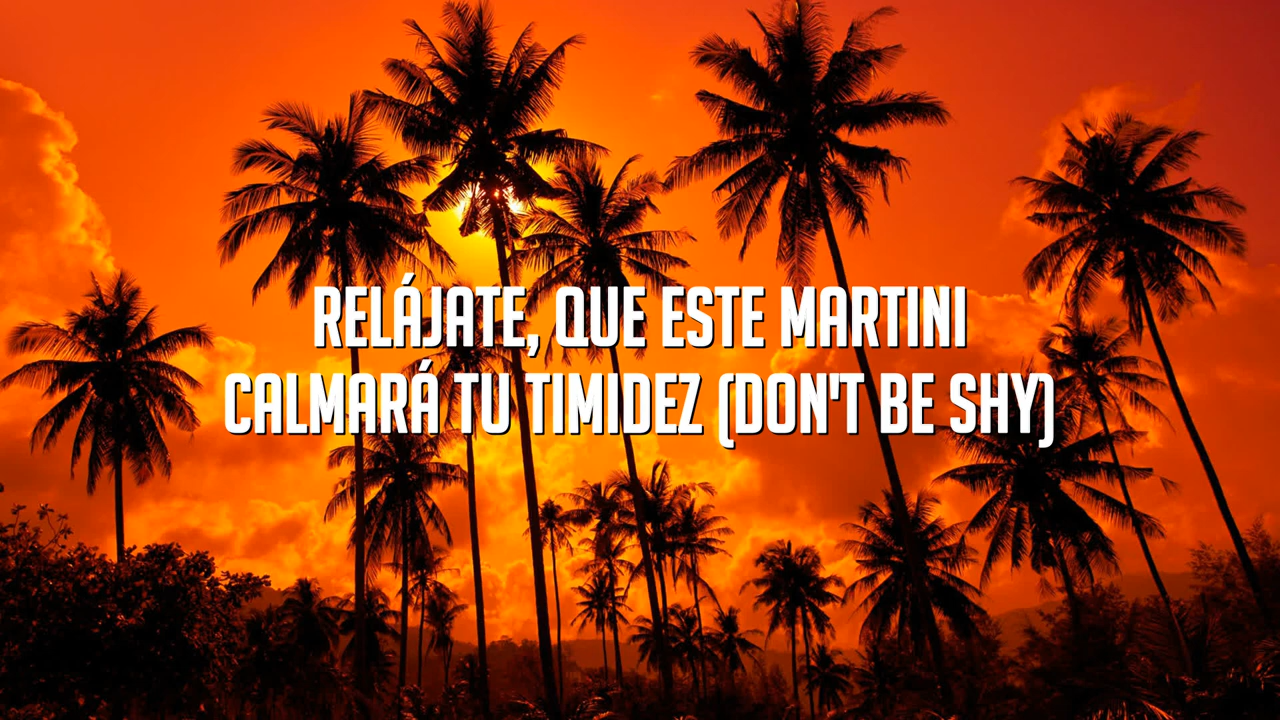 RELÁJATE, QUE ESTE MARTINI
CALMARÁ TU TIMIDEZ (DON'T BE SHY)